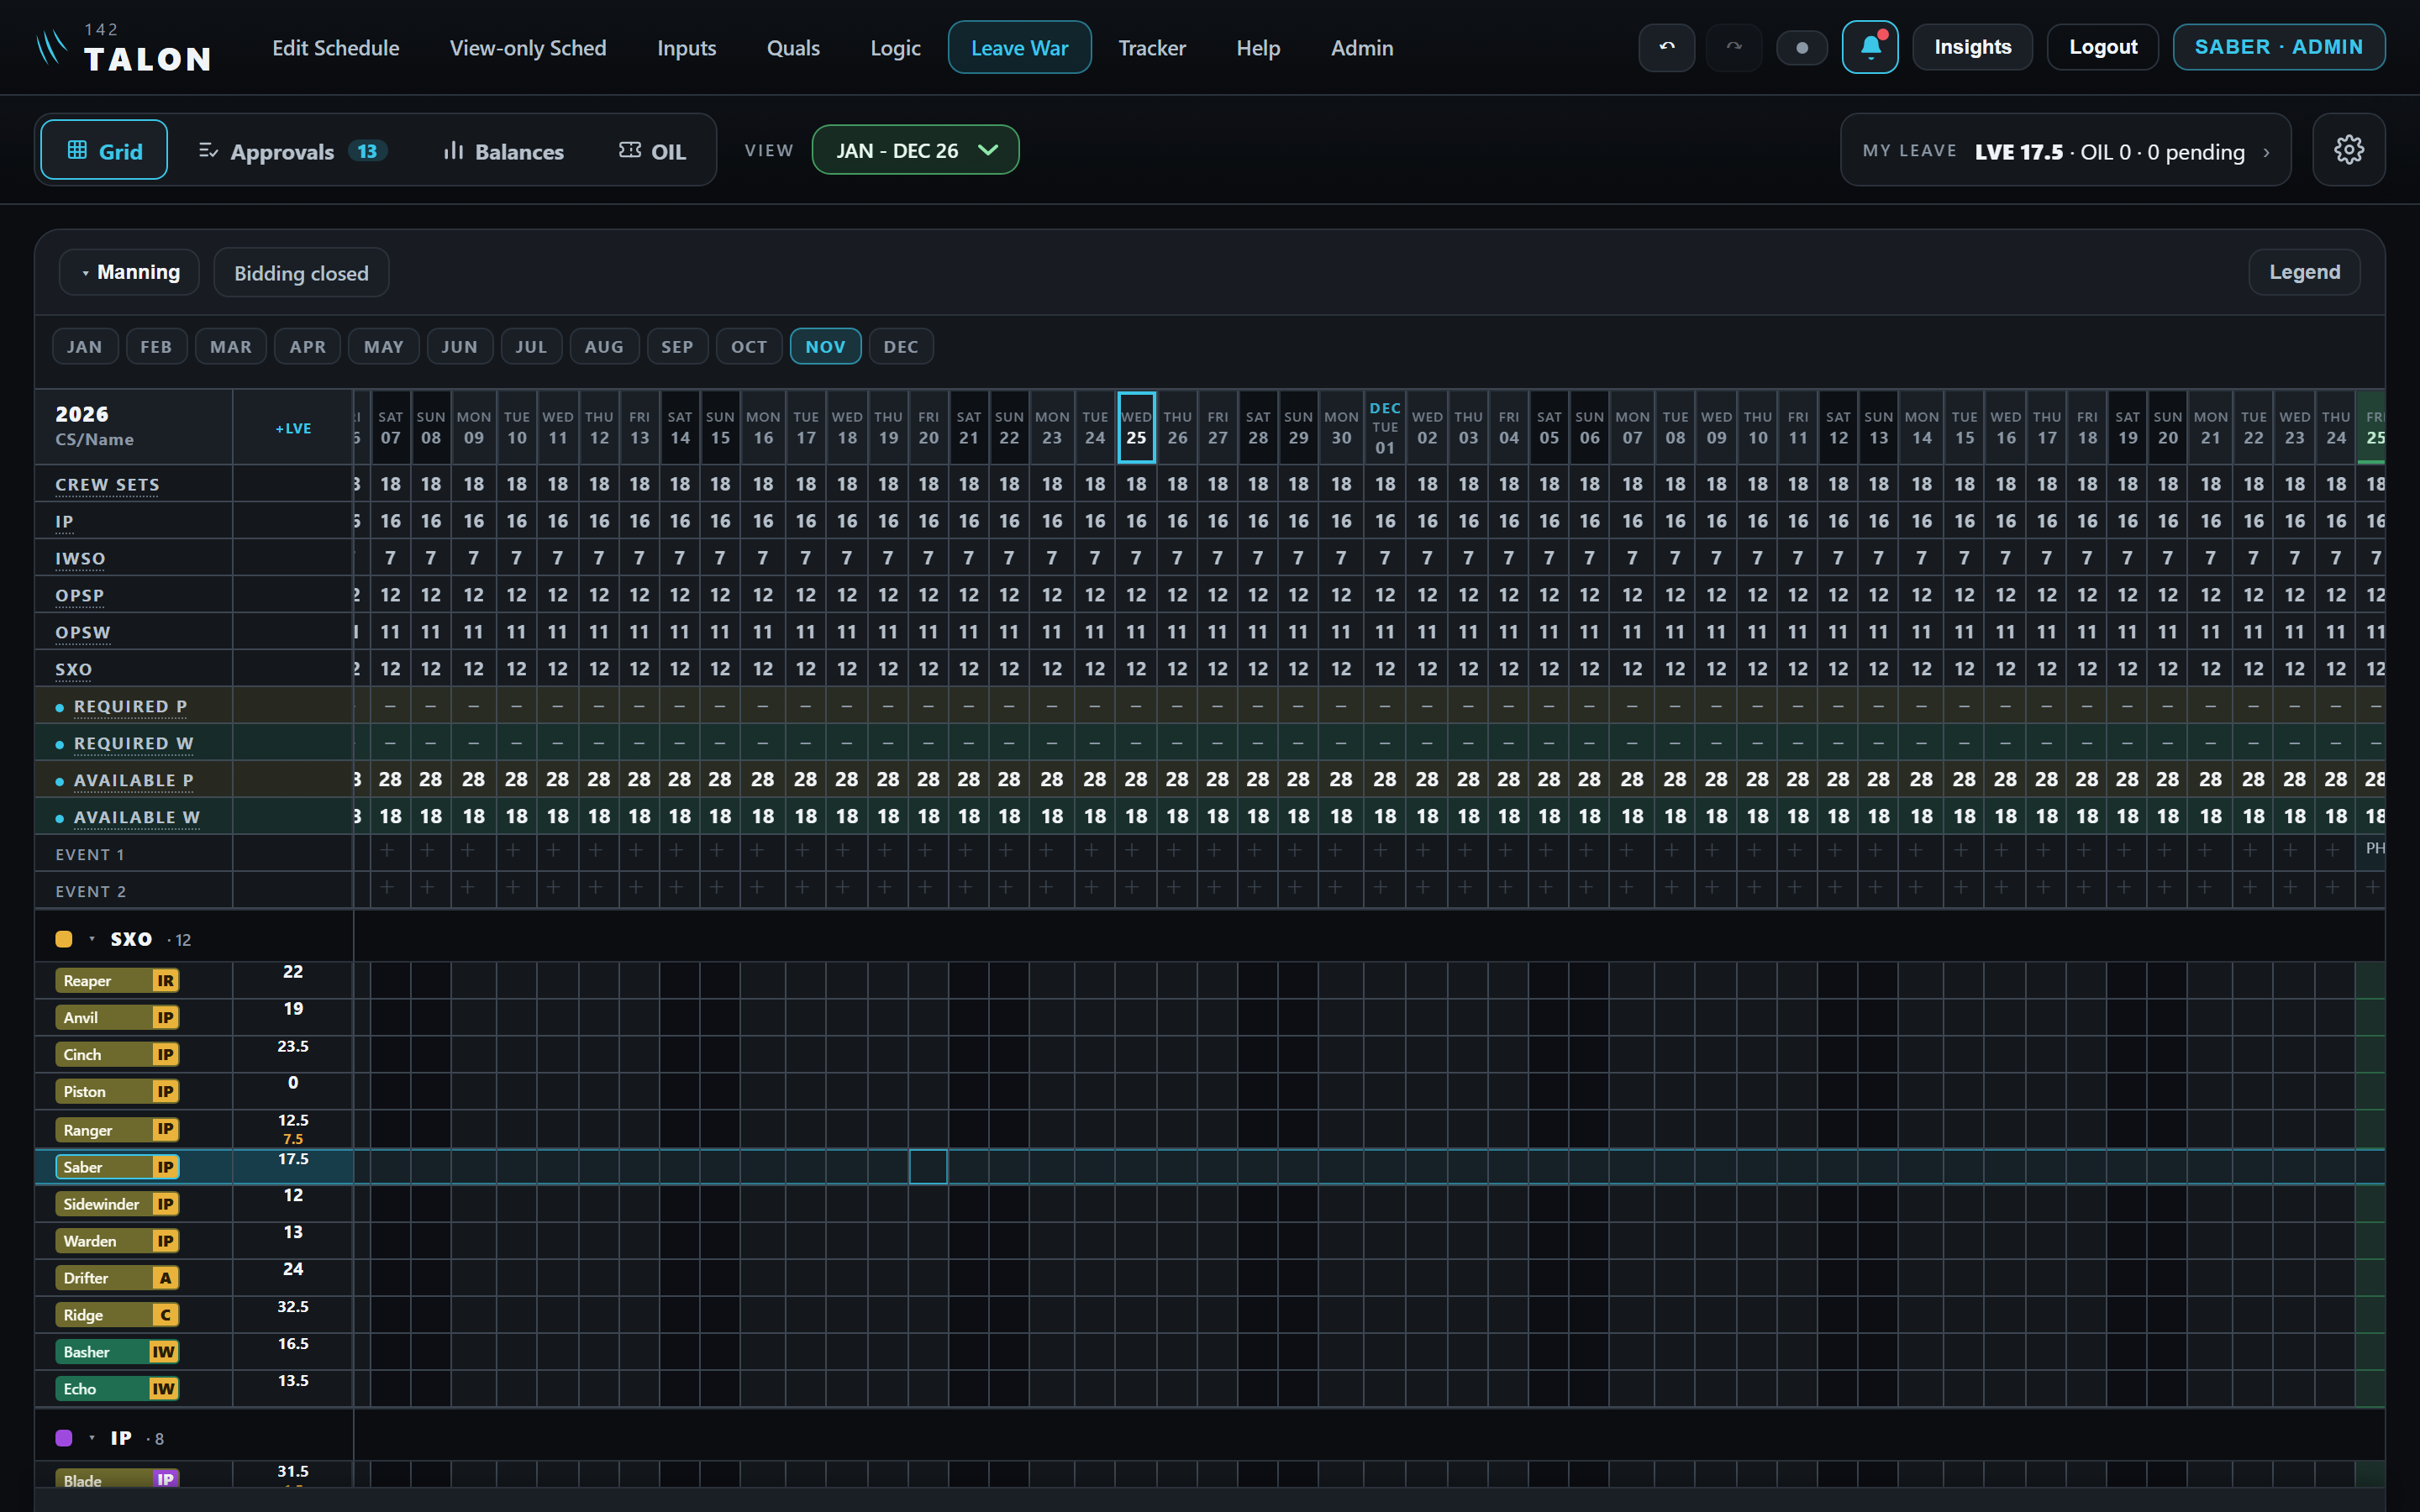 142
TALON
Edit Schedule
View-only Sched
Inputs
Quals
Logic
Leave War
Tracker
Help
Admin
Insights
Logout
SABER · ADMIN
Grid
Approvals 13
Balances
OIL
VIEW
JAN - DEC 26
MY LEAVE LVE 17.5 · OIL 0 · 0 pending ›
Manning
Bidding closed
Legend
JAN FEB MAR APR MAY JUN JUL AUG SEP OCT NOV DEC
2026
CS/Name
+LVE
SAT SUN MON TUE WED THU FRI SAT SUN MON TUE WED THU FRI SAT SUN MON TUE WED THU FRI SAT SUN MON DEC TUE WED THU FRI SAT SUN MON TUE WED THU FRI SAT SUN MON TUE WED THU FRI SAT SUN MON TUE WED THU
07 08 09 10 11 12 13 14 15 16 17 18 19 20 21 22 23 24 25 26 27 28 29 30 01 02 03 04 05 06 07 08 09 10 11 12 13 14 15 16 17 18 19 20 21 22 23 24 25
CREW SETS 18 18 18 18 18 18 18 18 18 18 18 18 18 18 18 18 18 18 18 18 18 18 18 18 18 18 18 18 18 18 18 18 18 18 18 18 18 18 18 18 18 18 18 18 18 18 18 18 18
IP 16 16 16 16 16 16 16 16 16 16 16 16 16 16 16 16 16 16 16 16 16 16 16 16 16 16 16 16 16 16 16 16 16 16 16 16 16 16 16 16 16 16 16 16 16 16 16 16 16
IWSO 7 7 7 7 7 7 7 7 7 7 7 7 7 7 7 7 7 7 7 7 7 7 7 7 7 7 7 7 7 7 7 7 7 7 7 7 7 7 7 7 7 7 7 7 7 7 7 7 7
OPSP 12 12 12 12 12 12 12 12 12 12 12 12 12 12 12 12 12 12 12 12 12 12 12 12 12 12 12 12 12 12 12 12 12 12 12 12 12 12 12 12 12 12 12 12 12 12 12 12 12
OPSW 11 11 11 11 11 11 11 11 11 11 11 11 11 11 11 11 11 11 11 11 11 11 11 11 11 11 11 11 11 11 11 11 11 11 11 11 11 11 11 11 11 11 11 11 11 11 11 11 11
SXO 12 12 12 12 12 12 12 12 12 12 12 12 12 12 12 12 12 12 12 12 12 12 12 12 12 12 12 12 12 12 12 12 12 12 12 12 12 12 12 12 12 12 12 12 12 12 12 12 12
REQUIRED P – – – – – – – – – – – – – – – – – – – – – – – – – – – – – – – – – – – – – – – – – – – – – – – – –
REQUIRED W – – – – – – – – – – – – – – – – – – – – – – – – – – – – – – – – – – – – – – – – – – – – – – – – –
AVAILABLE P 28 28 28 28 28 28 28 28 28 28 28 28 28 28 28 28 28 28 28 28 28 28 28 28 28 28 28 28 28 28 28 28 28 28 28 28 28 28 28 28 28 28 28 28 28 28 28 28 28
AVAILABLE W 18 18 18 18 18 18 18 18 18 18 18 18 18 18 18 18 18 18 18 18 18 18 18 18 18 18 18 18 18 18 18 18 18 18 18 18 18 18 18 18 18 18 18 18 18 18 18 18 18
EVENT 1 PH
EVENT 2
SXO · 12
Reaper IR 22
Anvil IP 19
Cinch IP 23.5
Piston IP 0
Ranger IP 12.5
7.5
Saber IP 17.5
Sidewinder IP 12
Warden IP 13
Drifter A 24
Ridge C 32.5
Basher IW 16.5
Echo IW 13.5
IP · 8
Blade IP 31.5